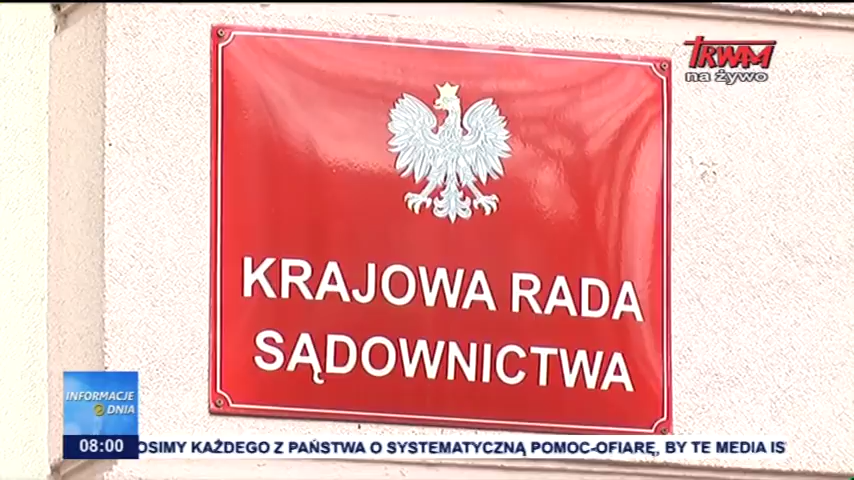 TRWAM
na żywo
KRAJOWA RADA
SĄDOWNICTWA
INFORMACJE
DNIA
08:00
OSIMY KAŻDEGO Z PAŃSTWA O SYSTEMATYCZNĄ POMOC-OFIARĘ, BY TE MEDIA IS